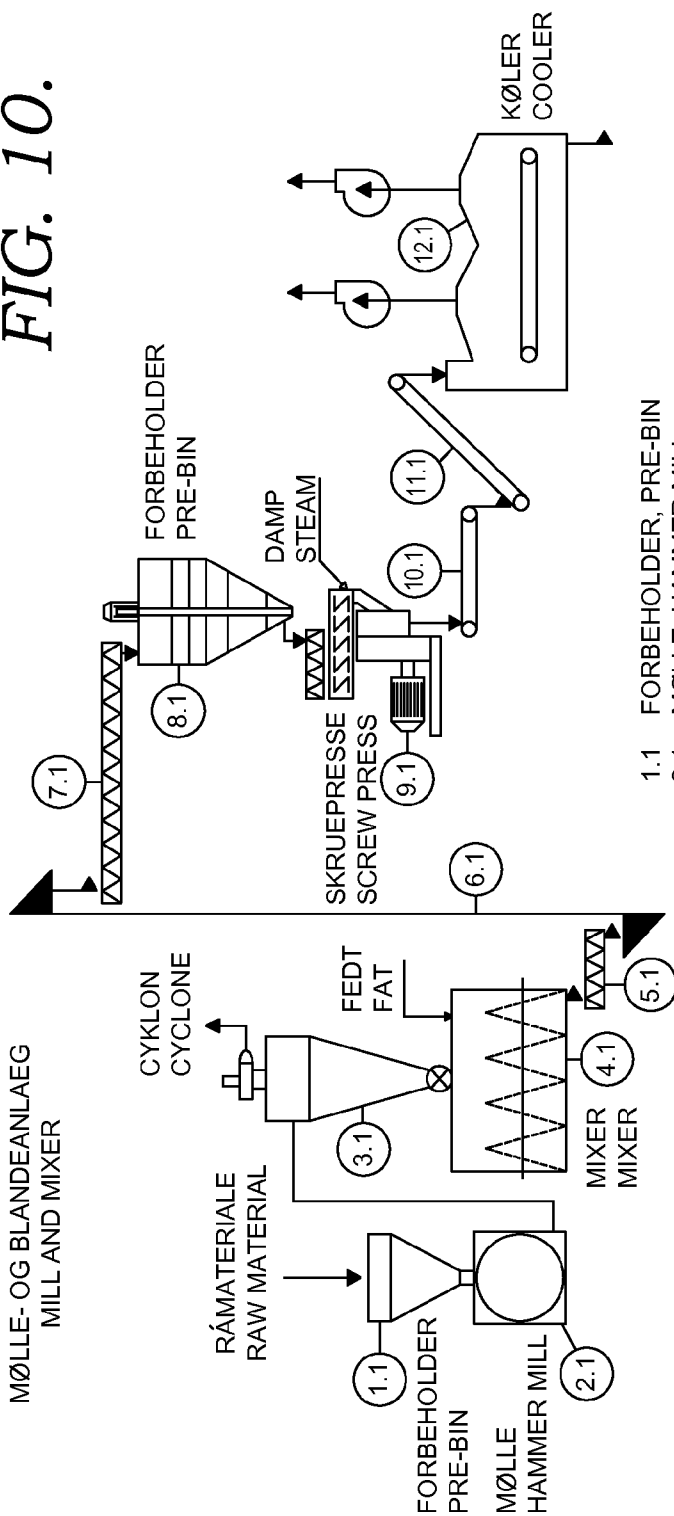 FIG. 10.
MØLLE- OG BLANDEANLAEG
MILL AND MIXER
7.1
FORBEHOLDER
PRE-BIN
8.1
CYKLON
CYCLONE
RÁMATERIALE
RAW MATERIAL
DAMP
STEAM
FEDT
FAT
SKRUEPRESSE
SCREW PRESS
9.1
10.1
11.1
12.1
KØLER
COOLER
1.1
FORBEHOLDER
PRE-BIN
3.1
6.1
MØLLE
HAMMER MILL
2.1
MIXER
MIXER
4.1
5.1
1.1 FORBEHOLDER, PRE-BIN